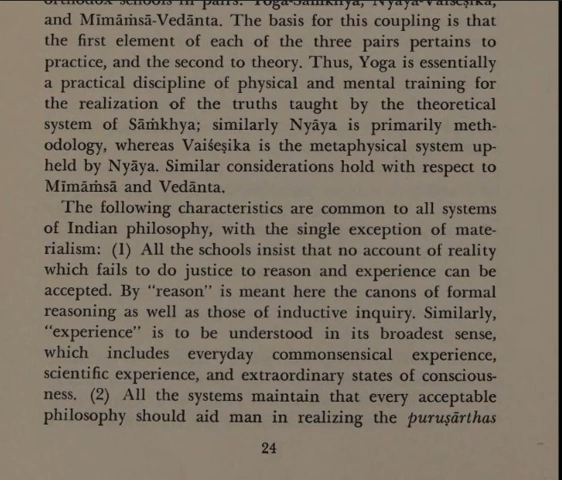 orthodox schools in pairs: Yoga-Sāṁkhya, Nyāya-Vaiśeṣika,
and Mīmāṁsā-Vedānta. The basis for this coupling is that
the first element of each of the three pairs pertains to
practice, and the second to theory. Thus, Yoga is essentially
a practical discipline of physical and mental training for
the realization of the truths taught by the theoretical
system of Sāṁkhya; similarly Nyāya is primarily meth-
odology, whereas Vaiśeṣika is the metaphysical system up-
held by Nyāya. Similar considerations hold with respect to
Mīmāṁsā and Vedānta.
The following characteristics are common to all systems
of Indian philosophy, with the single exception of mate-
rialism: (1) All the schools insist that no account of reality
which fails to do justice to reason and experience can be
accepted. By “reason” is meant here the canons of formal
reasoning as well as those of inductive inquiry. Similarly,
“experience” is to be understood in its broadest sense,
which includes everyday commonsensical experience,
scientific experience, and extraordinary states of conscious-
ness. (2) All the systems maintain that every acceptable
philosophy should aid man in realizing the puruṣārthas
24